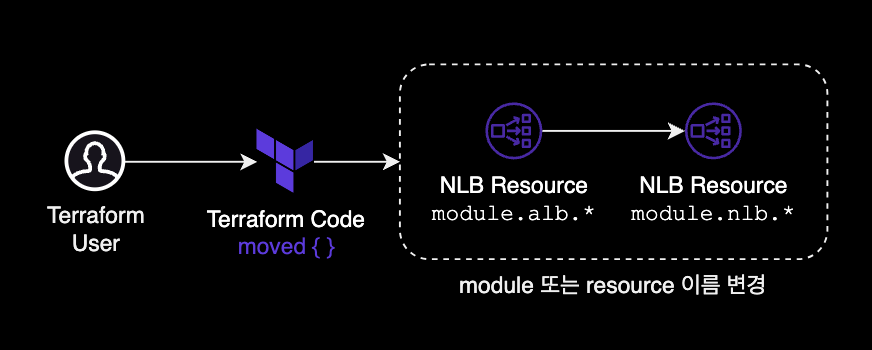 Terraform
User
Terraform Code
moved { }
NLB Resource
module.alb.*
NLB Resource
module.nlb.*
module 또는 resource 이름 변경